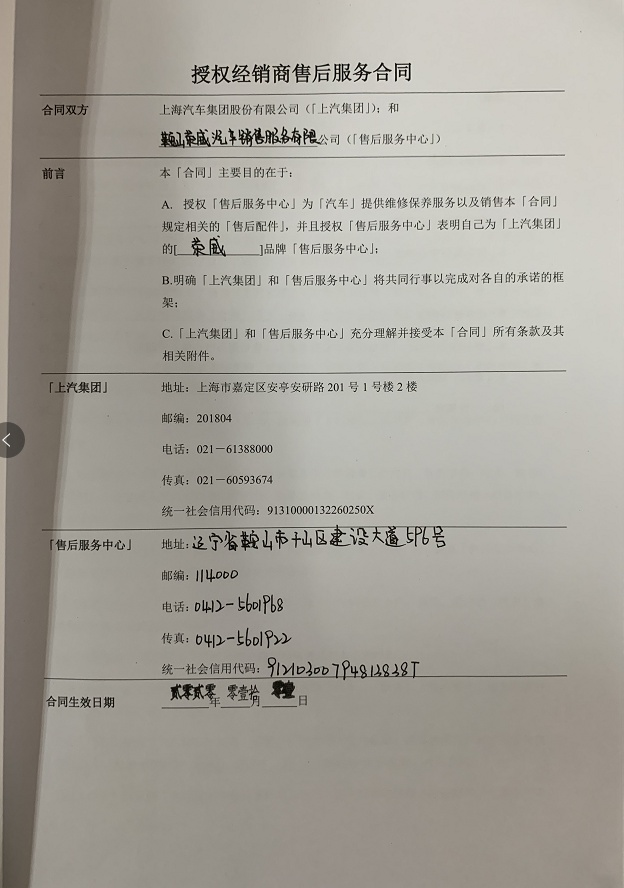 授权经销商售后服务合同
合同双方 上海汽车集团股份有限公司（「上汽集团」）；和
鞍山荣威汽车销售服务有限公司（「售后服务中心」）
前言 本「合同」主要目的在于：
A. 授权「售后服务中心」为「汽车」提供维修保养服务以及销售本「合同」
规定相关的「售后配件」，并且授权「售后服务中心」表明自己为「上汽集团」
的[荣威]品牌「售后服务中心」；
B.明确「上汽集团」和「售后服务中心」将共同行事以完成对各自的承诺的框
架；
C.「上汽集团」和「售后服务中心」充分理解并接受本「合同」所有条款及其
相关附件。
「上汽集团」 地址：上海市嘉定区安亭安研路 201 号 1 号楼 2 楼
邮编：201804
电话：021－61388000
传真：021－60593674
统一社会信用代码：91310000132260250X
「售后服务中心」 地址：辽宁省鞍山市千山区建设大道596号
邮编：114000
电话：0412-5601968
传真：0412-5601922
统一社会信用代码：91210300794812828T
合同生效日期 贰零贰零年零壹拾月 日